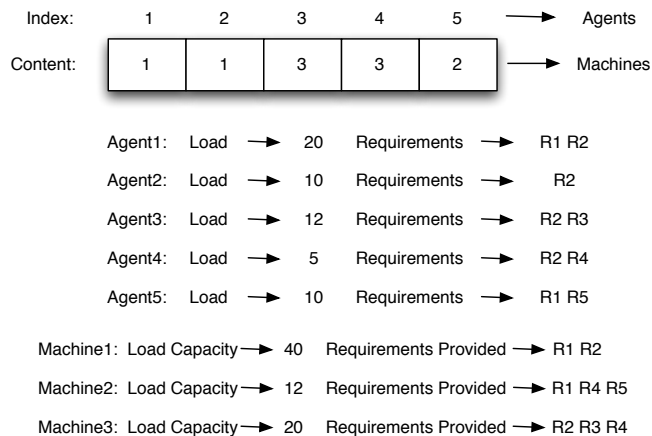 Index: 1 2 3 4 5 Agents
Content: 1 1 3 3 2 Machines
Agent1: Load 20 Requirements R1 R2
Agent2: Load 10 Requirements R2
Agent3: Load 12 Requirements R2 R3
Agent4: Load 5 Requirements R2 R4
Agent5: Load 10 Requirements R1 R5
Machine1: Load Capacity 40 Requirements Provided R1 R2
Machine2: Load Capacity 12 Requirements Provided R1 R4 R5
Machine3: Load Capacity 20 Requirements Provided R2 R3 R4